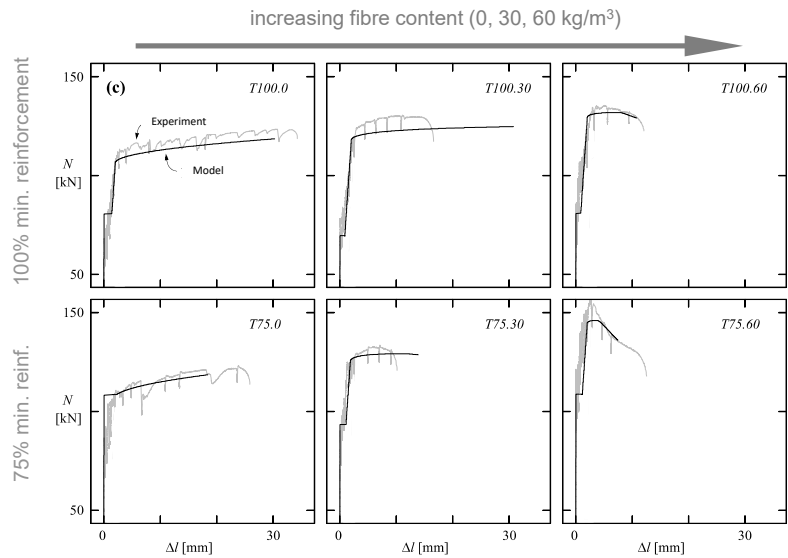 increasing fibre content (0, 30, 60 kg/m³)
100% min. reinforcement
150
(c)
T100.0
T100.30
T100.60
Experiment
N
[kN]
Model
50
75% min. reinf.
150
T75.0
T75.30
T75.60
N
[kN]
50
0 30 0 30 0 30
Δl [mm] Δl [mm] Δl [mm]